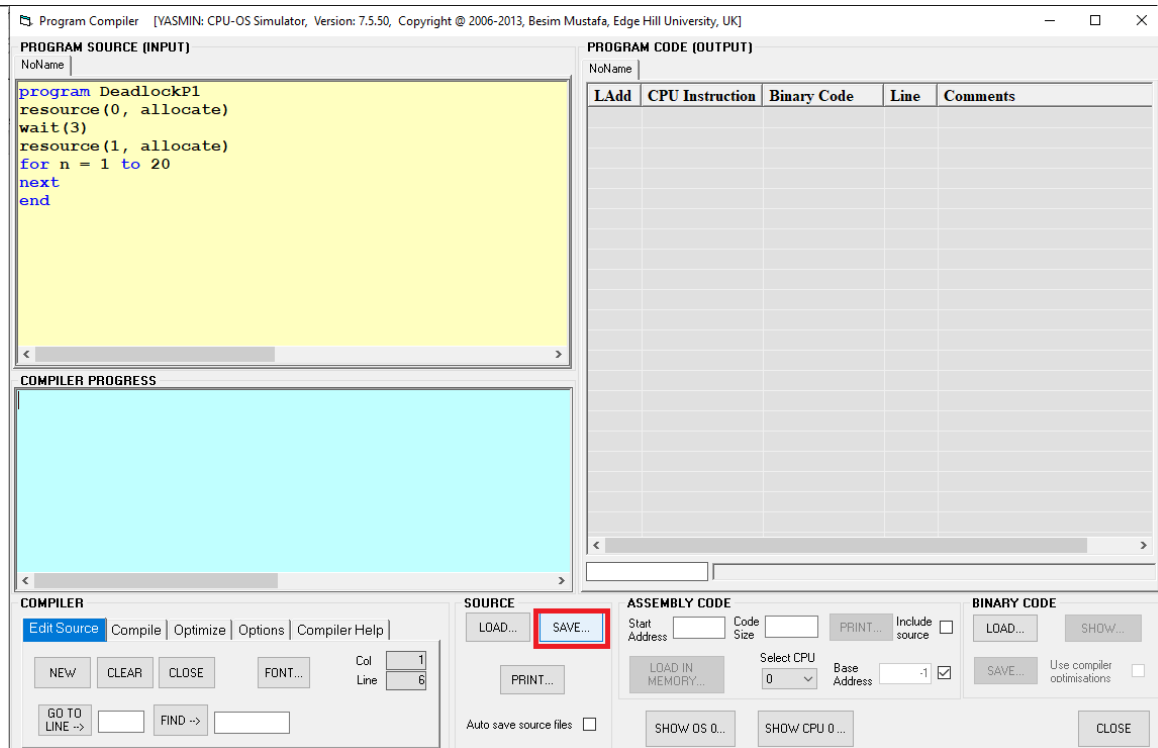 Program Compiler [YASMIN: CPU-OS Simulator, Version: 7.5.50, Copyright @ 2006-2013, Besim Mustafa, Edge Hill University, UK]
PROGRAM SOURCE (INPUT)
NoName
program DeadlockP1
resource(0, allocate)
wait(3)
resource(1, allocate)
for n = 1 to 20
next
end
COMPILER PROGRESS
PROGRAM CODE (OUTPUT)
NoName
LAdd CPU Instruction Binary Code Line Comments
COMPILER
Edit Source Compile Optimize Options Compiler Help
NEW CLEAR CLOSE FONT...
Col 1
Line 6
GO TO
LINE -->
FIND -->
SOURCE
LOAD... SAVE...
PRINT...
Auto save source files
ASSEMBLY CODE
Start
Address
Code
Size
PRINT...
Include
source
LOAD IN
MEMORY...
Select CPU
0
Base
Address
-1
SHOW OS 0... SHOW CPU 0...
BINARY CODE
LOAD... SHOW...
SAVE...
Use compiler
optimisations
CLOSE